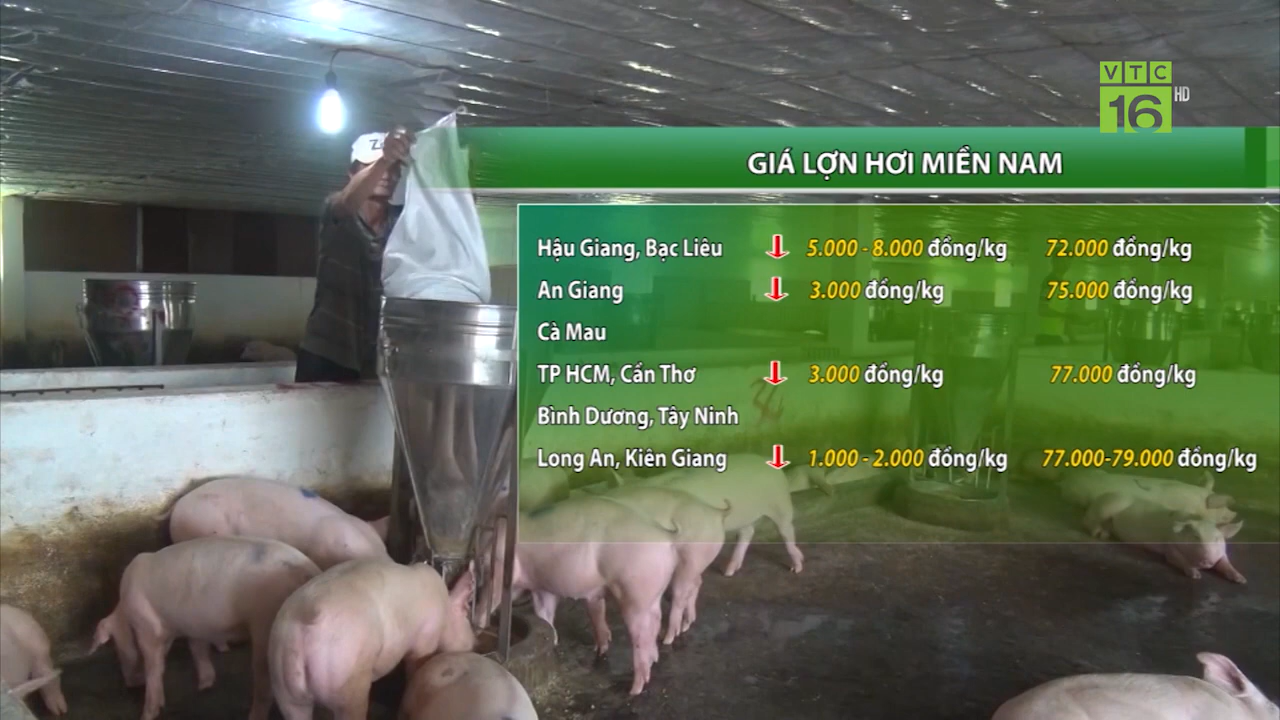 VTC
16 HD
GIÁ LỢN HƠI MIỀN NAM
Hậu Giang, Bạc Liêu 5.000 - 8.000 đồng/kg 72.000 đồng/kg
An Giang 3.000 đồng/kg 75.000 đồng/kg
Cà Mau
TP HCM, Cần Thơ 3.000 đồng/kg 77.000 đồng/kg
Bình Dương, Tây Ninh
Long An, Kiên Giang 1.000 - 2.000 đồng/kg 77.000-79.000 đồng/kg